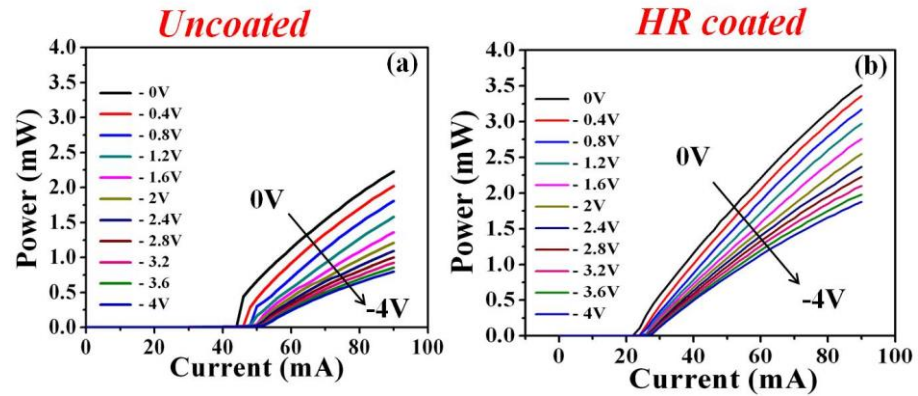 Uncoated
(a)
Power (mW)
4.0
3.5
3.0
2.5
2.0
1.5
1.0
0.5
0.0
- 0V
- 0.4V
- 0.8V
- 1.2V
- 1.6V
- 2V
- 2.4V
- 2.8V
- 3.2
- 3.6
- 4V
0V
-4V
0 20 40 60 80 100
Current (mA)
HR coated
(b)
Power (mW)
4.0
3.5
3.0
2.5
2.0
1.5
1.0
0.5
0.0
0V
- 0.4V
- 0.8V
- 1.2V
- 1.6V
- 2V
- 2.4V
- 2.8V
- 3.2V
- 3.6V
- 4V
0V
-4V
0 20 40 60 80 100
Current (mA)